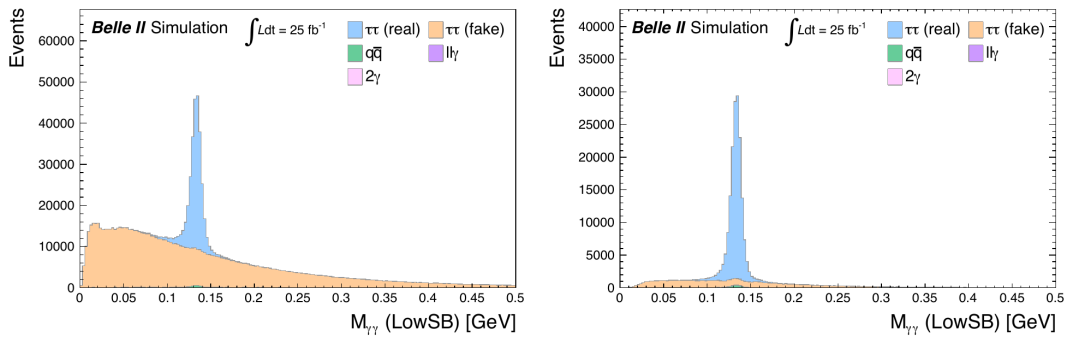 Belle II Simulation ∫Ldt = 25 fb⁻¹
ττ (real) ττ (fake)
qq̅ llγ
2γ
Events
60000
50000
40000
30000
20000
10000
0
0 0.05 0.1 0.15 0.2 0.25 0.3 0.35 0.4 0.45 0.5
Mγγ (LowSB) [GeV]
Belle II Simulation ∫Ldt = 25 fb⁻¹
ττ (real) ττ (fake)
qq̅ llγ
2γ
Events
40000
35000
30000
25000
20000
15000
10000
5000
0
0 0.05 0.1 0.15 0.2 0.25 0.3 0.35 0.4 0.45 0.5
Mγγ (LowSB) [GeV]